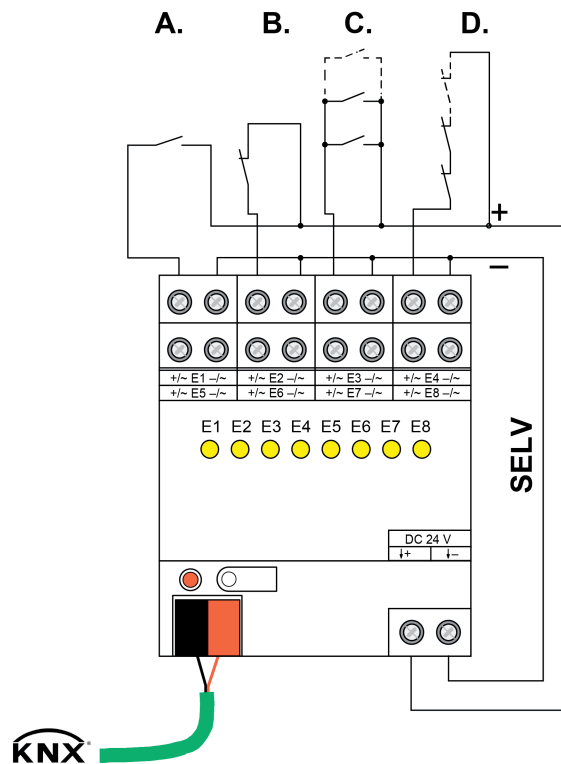 A. B. C. D.
+
–
+/~ E1 –/~ +/~ E2 –/~ +/~ E3 –/~ +/~ E4 –/~
+/~ E5 –/~ +/~ E6 –/~ +/~ E7 –/~ +/~ E8 –/~
E1 E2 E3 E4 E5 E6 E7 E8
SELV
DC 24 V
↓+ ↓–
KNX®